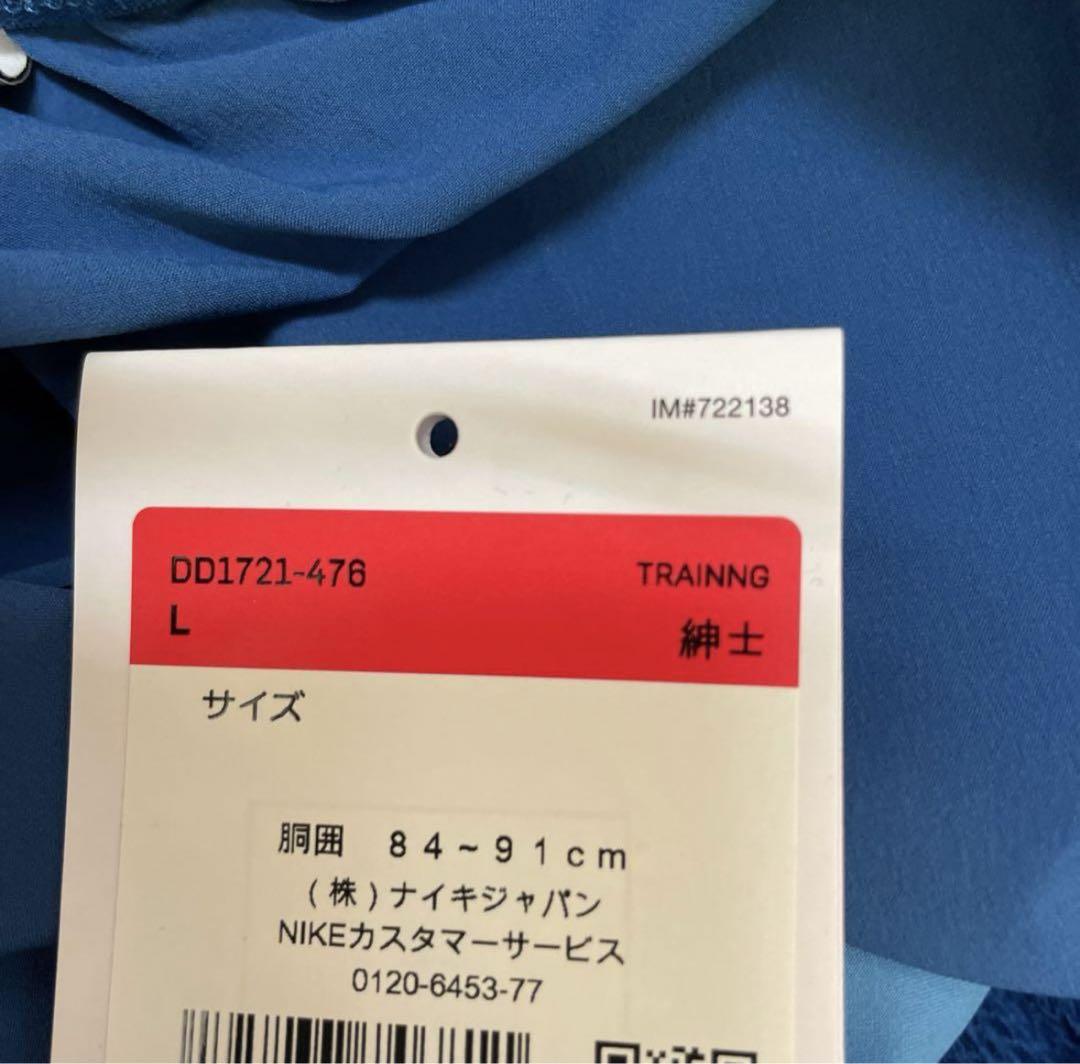 IM#722138
DD1721-476 TRAINNG
L 紳士
サイズ
胴囲 84~91cm
(株)ナイキジャパン
NIKEカスタマーサービス
0120-6453-77